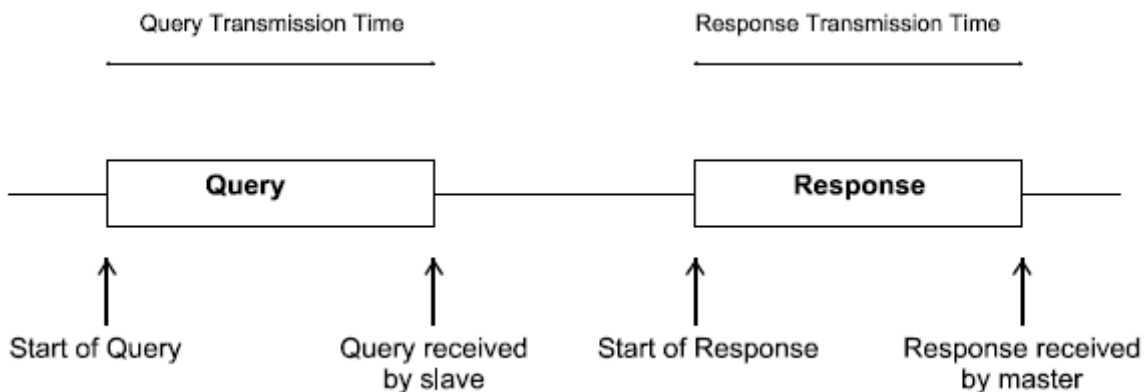 Query Transmission Time
Response Transmission Time
Query
Response
Start of Query
Query received
by slave
Start of Response
Response received
by master